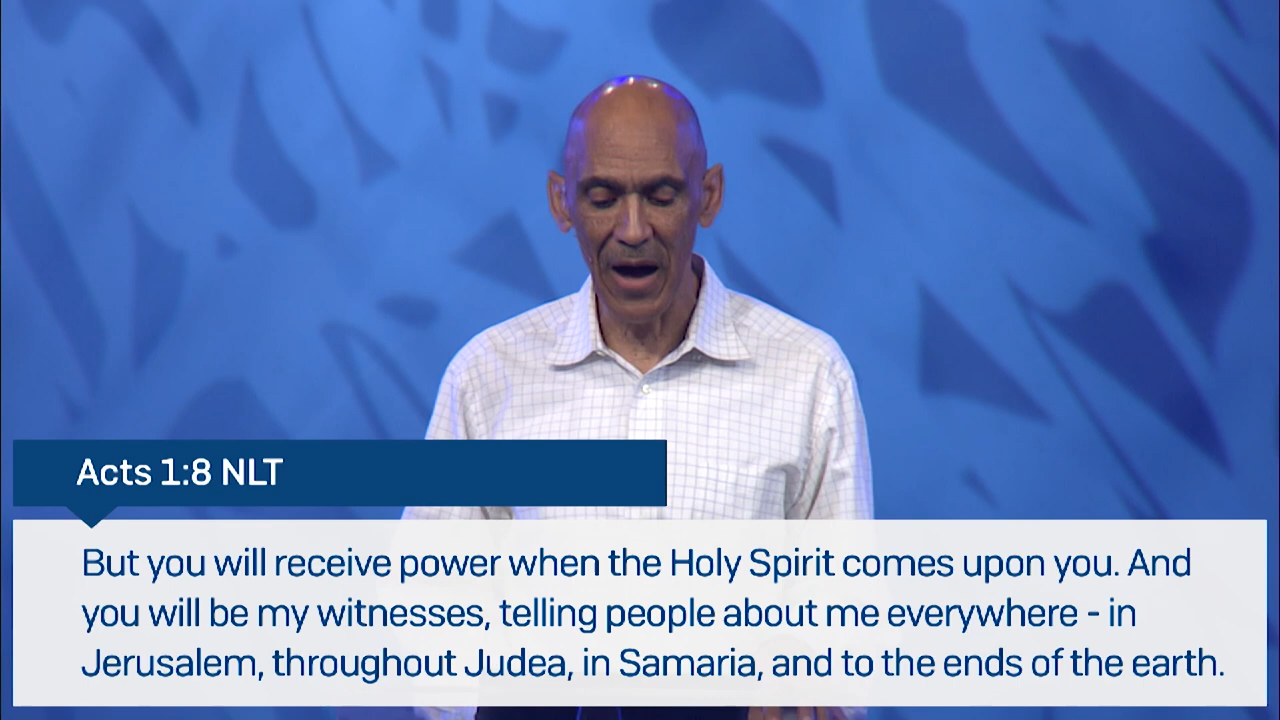 Acts 1:8 NLT
But you will receive power when the Holy Spirit comes upon you. And
you will be my witnesses, telling people about me everywhere - in
Jerusalem, throughout Judea, in Samaria, and to the ends of the earth.